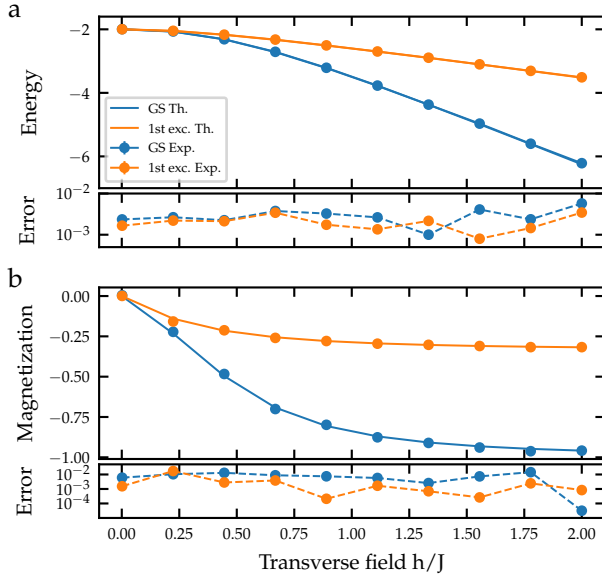 a
−2
−4
−6
Energy
GS Th.
1st exc. Th.
GS Exp.
1st exc. Exp.
10−2
10−3
Error
b
0.00
−0.25
−0.50
−0.75
−1.00
Magnetization
10−2
10−3
10−4
Error
0.00 0.25 0.50 0.75 1.00 1.25 1.50 1.75 2.00
Transverse field h/J